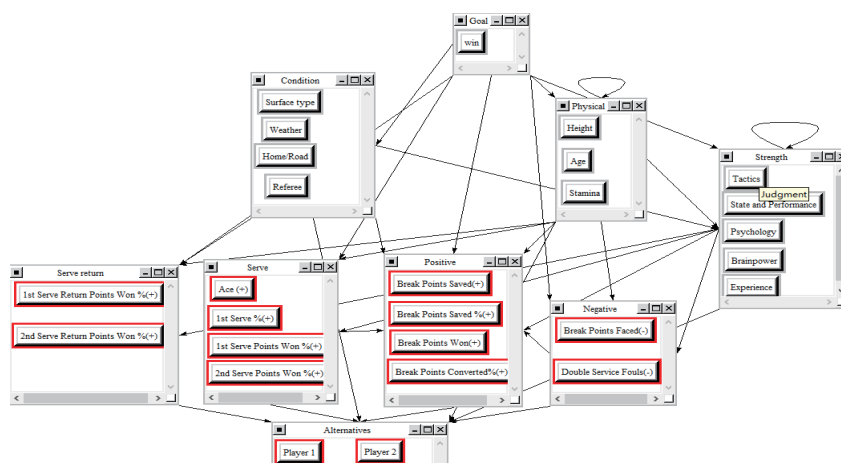 Goal
win
Condition
Surface type
Weather
Home/Road
Referee
Physical
Height
Age
Stamina
Strength
Tactics
Judgment
State and Performance
Psychology
Brainpower
Experience
Serve return
1st Serve Return Points Won %(+)
2nd Serve Return Points Won %(+)
Serve
Ace (+)
1st Serve %(+)
1st Serve Points Won %(+)
2nd Serve Points Won %(+)
Positive
Break Points Saved(+)
Break Points Saved %(+)
Break Points Won(+)
Break Points Converted%(+)
Negative
Break Points Faced(-)
Double Service Fouls(-)
Alternatives
Player 1
Player 2